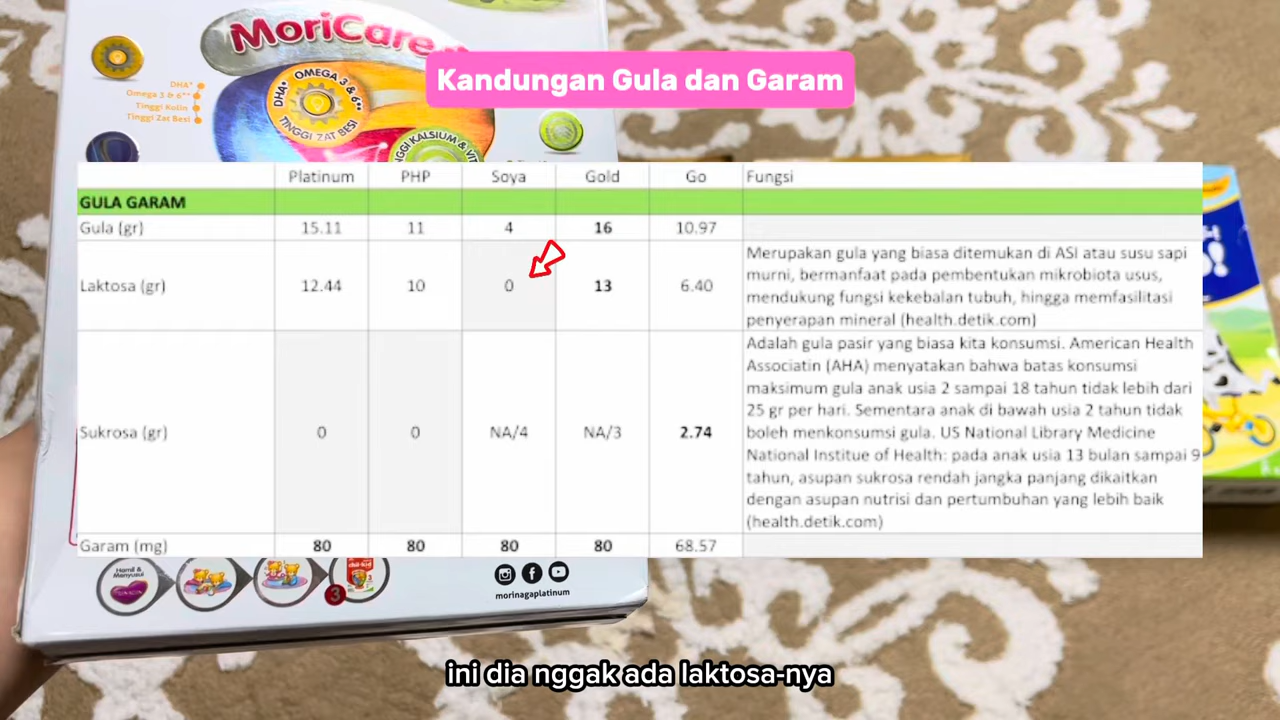 MoriCare
Kandungan Gula dan Garam
DHA*
Omega 3 & 6**
Tinggi Kolin
Tinggi Zat Besi
DHA* OMEGA 3 & 6**
TINGGI ZAT BESI
KALSIUM &
Platinum PHP Soya Gold Go Fungsi
GULA GARAM
Gula (gr) 15.11 11 4 16 10.97
Laktosa (gr) 12.44 10 0 13 6.40
Merupakan gula yang biasa ditemukan di ASI atau susu sapi
murni, bermanfaat pada pembentukan mikrobiota usus,
mendukung fungsi kekebalan tubuh, hingga memfasilitasi
penyerapan mineral (health.detik.com)
Sukrosa (gr) 0 0 NA/4 NA/3 2.74
Adalah gula pasir yang biasa kita konsumsi. American Health
Associatin (AHA) menyatakan bahwa batas konsumsi
maksimum gula anak usia 2 sampai 18 tahun tidak lebih dari
25 gr per hari. Sementara anak di bawah usia 2 tahun tidak
boleh menkonsumsi gula. US National Library Medicine
National Institue of Health: pada anak usia 13 bulan sampai 9
tahun, asupan sukrosa rendah jangka panjang dikaitkan
dengan asupan nutrisi dan pertumbuhan yang lebih baik
(health.detik.com)
Garam (mg) 80 80 80 80 68.57
Hamil &
Menyusui
3
morinagaplatinum
ini dia nggak ada laktosa-nya